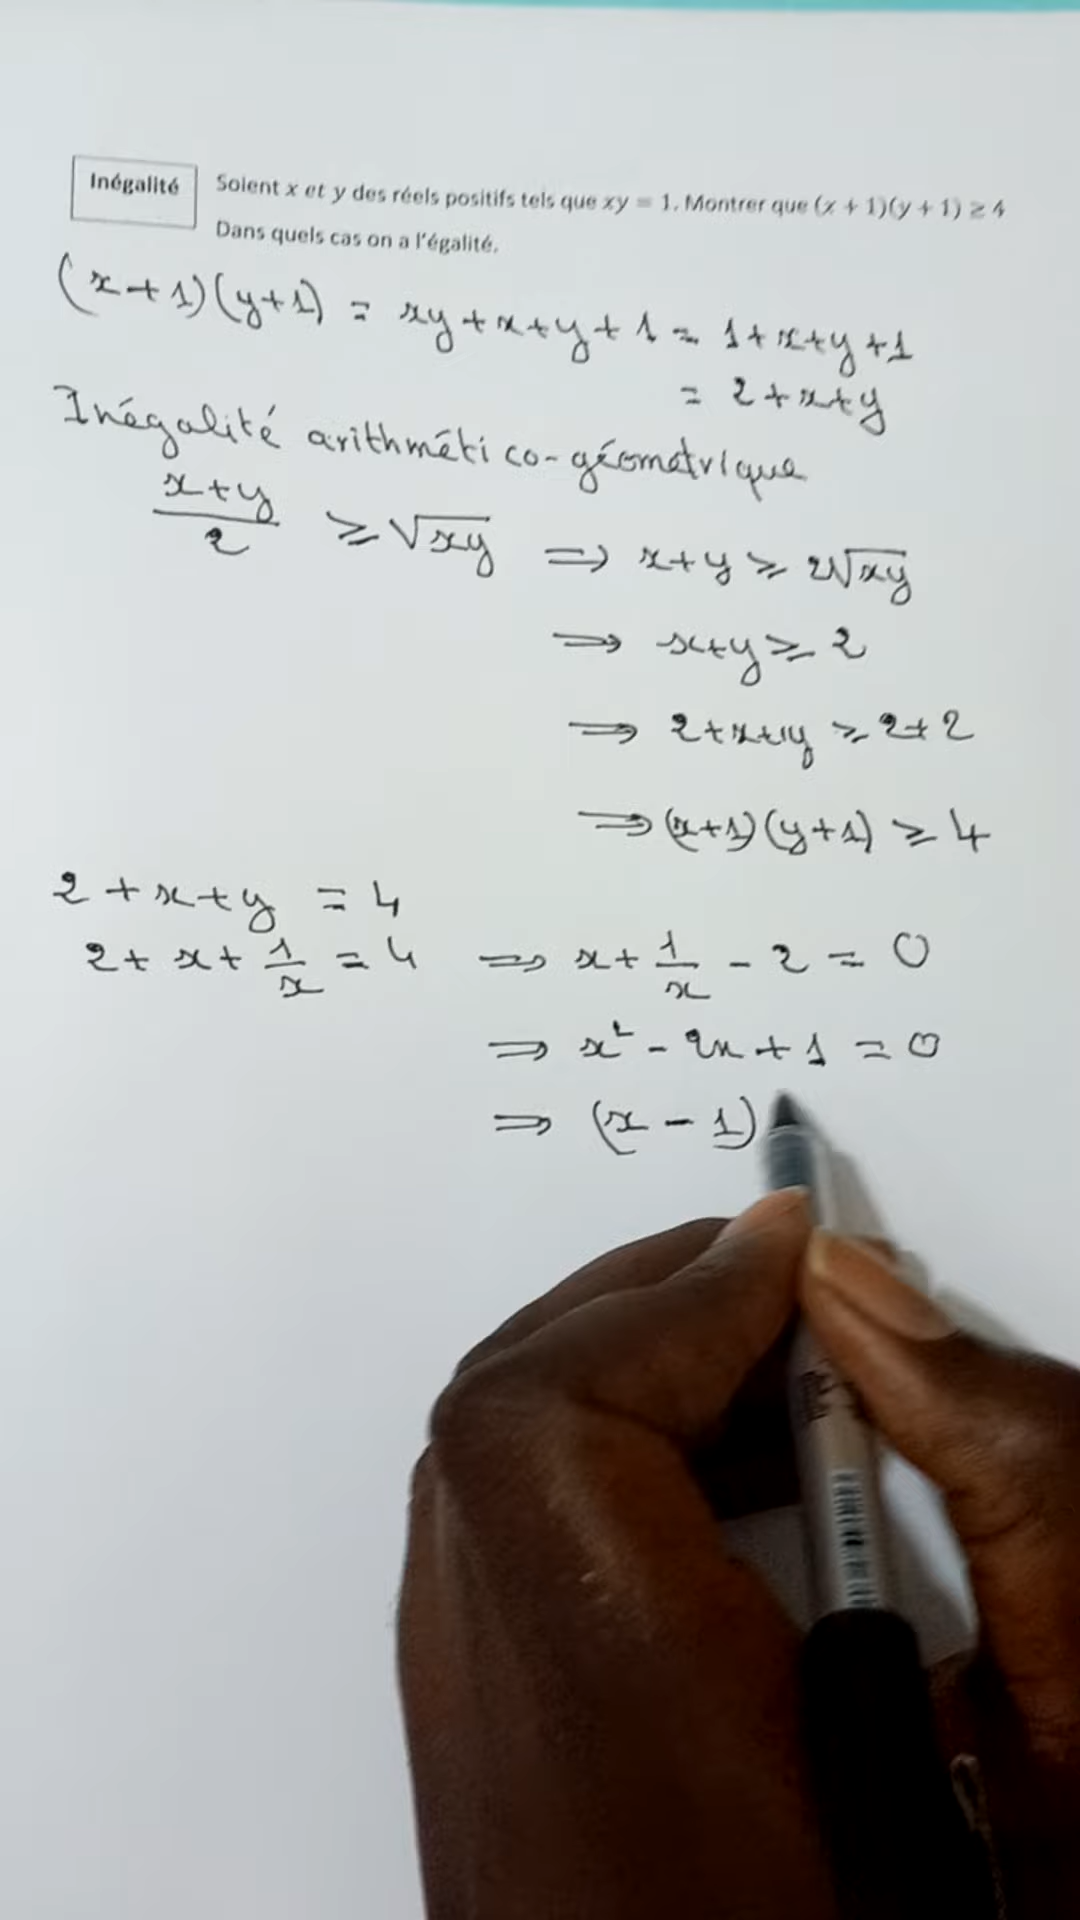 Inégalité Soient x et y des réels positifs tels que xy = 1. Montrer que (x + 1)(y + 1) ≥ 4
Dans quels cas on a l'égalité.
(x+1)(y+1) = xy+x+y+1 = 1+x+y+1
= 2+x+y
Inégalité arithmético-géométrique
(x+y)/2 ≥ √xy ⟹ x+y ≥ 2√xy
⟹ x+y ≥ 2
⟹ 2+x+y ≥ 2+2
⟹ (x+1)(y+1) ≥ 4
2+x+y = 4
2+x+1/x = 4 ⟹ x+1/x - 2 = 0
⟹ x² - 2x + 1 = 0
⟹ (x - 1)